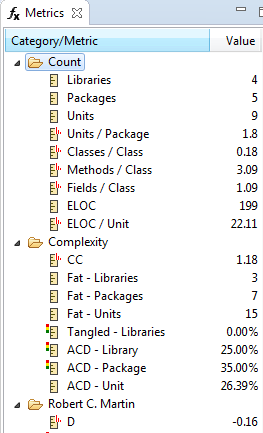 fx Metrics
Category/Metric Value
Count
Libraries 4
Packages 5
Units 9
Units / Package 1.8
Classes / Class 0.18
Methods / Class 3.09
Fields / Class 1.09
ELOC 199
ELOC / Unit 22.11
Complexity
CC 1.18
Fat - Libraries 3
Fat - Packages 7
Fat - Units 15
Tangled - Libraries 0.00%
ACD - Library 25.00%
ACD - Package 35.00%
ACD - Unit 26.39%
Robert C. Martin
D -0.16